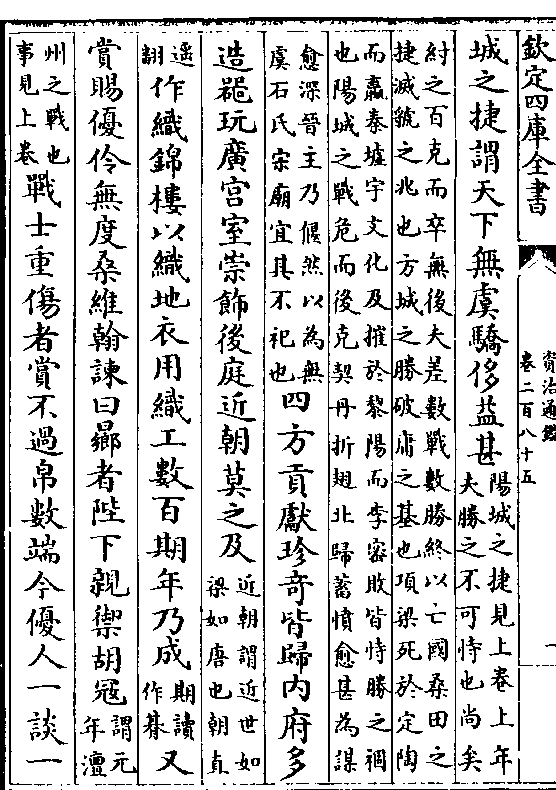 欽定四庫全書
資治通鑑
卷二百八十五
一
城之捷謂天下無虞驕侈益甚
陽城之捷見上卷上年
夫勝之不可恃也尚矣
紂之百克而卒無後夫差數戰數勝終以亡國桑田之
捷滅虢之兆也方城之勝破庸之基也項梁死於定陶
而嬴秦墟宇文化及摧於黎陽而李密敗皆恃勝之禍
也陽城之戰危而後克契丹折翅北歸蓄憤愈甚為謀
愈深晉主乃偃然以為無
虞石氏宗廟宜其不祀也
四方貢獻珍奇皆歸内府多
造器玩廣宫室崇飾後庭近朝莫之及
近朝謂近世如
梁如唐也朝直
遥
翻
作織錦樓以織地衣用織工數百期年乃成
期讀
作朞
又
賞賜優伶無度桑維翰諫曰曏者陛下親禦胡冦
謂元
年澶
州之戰也
事見上卷
戰士重傷者賞不過帛數端今優人一談一